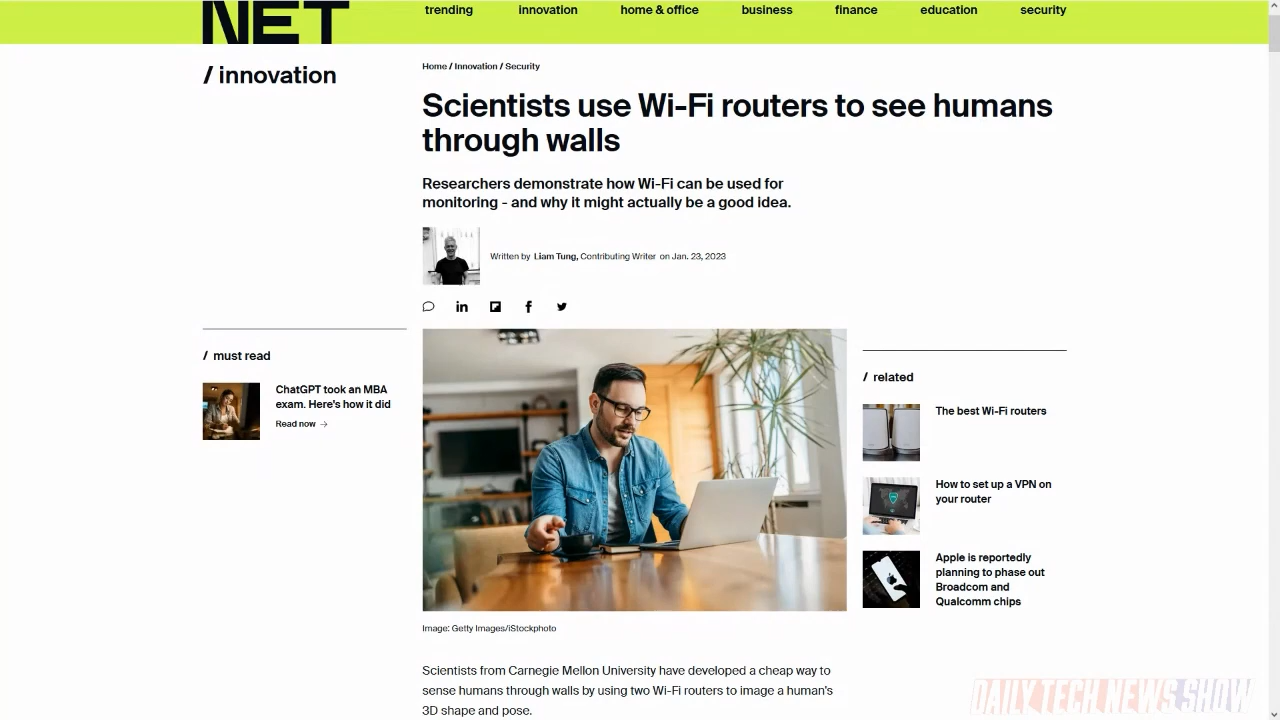 NET
trending innovation home & office business finance education security
/ innovation
Home / Innovation / Security
Scientists use Wi-Fi routers to see humans
through walls
Researchers demonstrate how Wi-Fi can be used for
monitoring - and why it might actually be a good idea.
Written by Liam Tung, Contributing Writer on Jan. 23, 2023
in
/ must read
ChatGPT took an MBA
exam. Here's how it did
Read now →
/ related
The best Wi-Fi routers
How to set up a VPN on
your router
Apple is reportedly
planning to phase out
Broadcom and
Qualcomm chips
Image: Getty Images/iStockphoto
Scientists from Carnegie Mellon University have developed a cheap way to
sense humans through walls by using two Wi-Fi routers to image a human's
3D shape and pose.
DAILY TECH NEWS SHOW